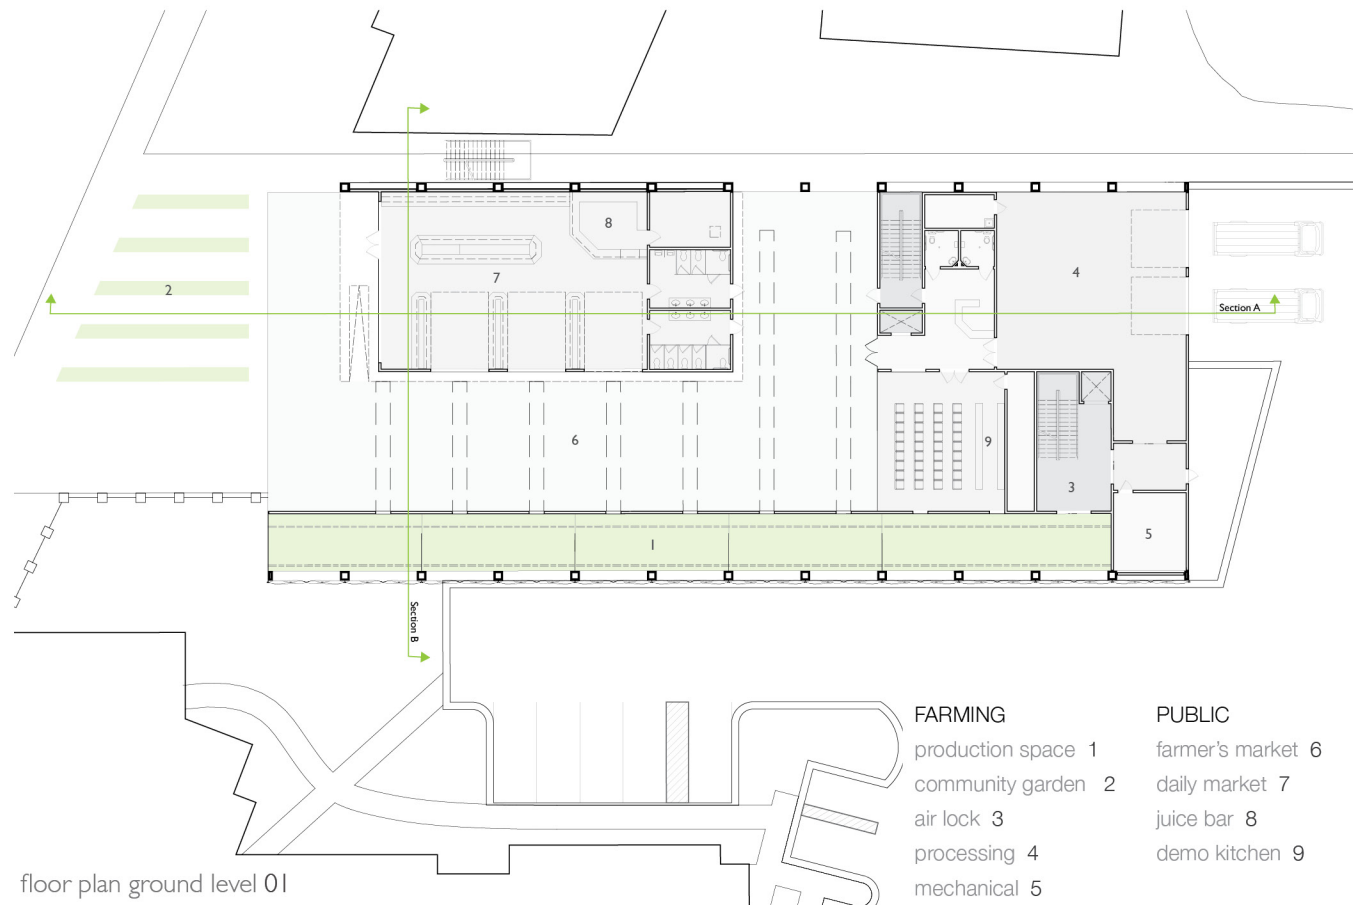 8
7
2
4
Section A
6
9
3
1
5
Section B
FARMING
production space 1
community garden 2
air lock 3
processing 4
mechanical 5
PUBLIC
farmer's market 6
daily market 7
juice bar 8
demo kitchen 9
floor plan ground level 01